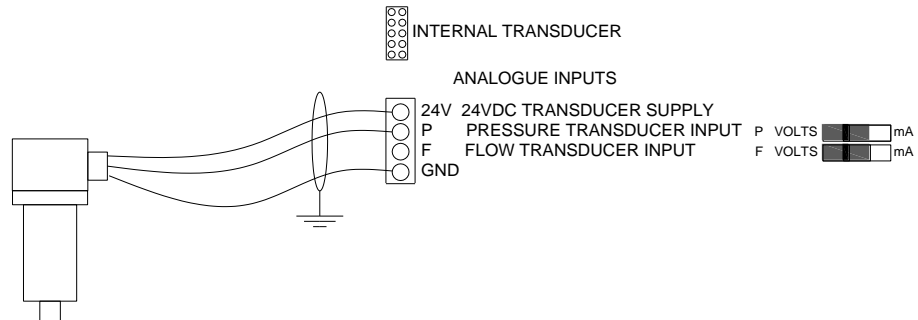 INTERNAL TRANSDUCER
ANALOGUE INPUTS
24V 24VDC TRANSDUCER SUPPLY
P PRESSURE TRANSDUCER INPUT P VOLTS mA
F FLOW TRANSDUCER INPUT F VOLTS mA
GND